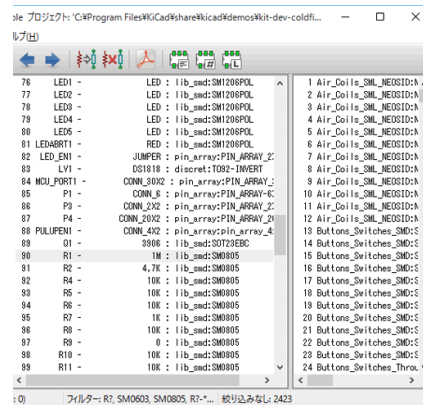 ble プロジェクト: 'C:¥Program Files¥KiCad¥share¥kicad¥demos¥kit-dev-coldfi...
ルプ(H)
76 LED1 - LED : lib_smd:SM1206POL
77 LED2 - LED : lib_smd:SM1206POL
78 LED3 - LED : lib_smd:SM1206POL
79 LED4 - LED : lib_smd:SM1206POL
80 LED5 - LED : lib_smd:SM1206POL
81 LEDABRT1 - RED : lib_smd:SM1206POL
82 LED_EN1 - JUMPER : pin_array:PIN_ARRAY_2
83 LV1 - DS1818 : discret:TO92-INVERT
84 MCU_PORT1 - CONN_30X2 : pin_array:PIN_ARRAY_
85 P1 - CONN_6 : pin_array:PIN_ARRAY-6
86 P3 - CONN_2X2 : pin_array:PIN_ARRAY_2
87 P4 - CONN_20X2 : pin_array:PIN_ARRAY_2
88 PULUPEN1 - CONN_4X2 : pin_array:pin_array_4
89 Q1 - 3906 : lib_smd:SOT23EBC
90 R1 - 1M : lib_smd:SM0805
91 R2 - 4,7K : lib_smd:SM0805
92 R4 - 10K : lib_smd:SM0805
93 R5 - 10K : lib_smd:SM0805
94 R6 - 10K : lib_smd:SM0805
95 R7 - 1K : lib_smd:SM0805
96 R8 - 10K : lib_smd:SM0805
97 R9 - 0 : lib_smd:SM0805
98 R10 - 10K : lib_smd:SM0805
99 R11 - 10K : lib_smd:SM0805
1 Air_Coils_SML_NEOSID:
2 Air_Coils_SML_NEOSID:
3 Air_Coils_SML_NEOSID:
4 Air_Coils_SML_NEOSID:
5 Air_Coils_SML_NEOSID:
6 Air_Coils_SML_NEOSID:
7 Air_Coils_SML_NEOSID:
8 Air_Coils_SML_NEOSID:
9 Air_Coils_SML_NEOSID:
10 Air_Coils_SML_NEOSID:
11 Air_Coils_SML_NEOSID:
12 Air_Coils_SML_NEOSID:
13 Buttons_Switches_SMD:S
14 Buttons_Switches_SMD:S
15 Buttons_Switches_SMD:S
16 Buttons_Switches_SMD:S
17 Buttons_Switches_SMD:S
18 Buttons_Switches_SMD:S
19 Buttons_Switches_SMD:S
20 Buttons_Switches_SMD:S
21 Buttons_Switches_SMD:S
22 Buttons_Switches_SMD:S
23 Buttons_Switches_SMD:S
24 Buttons_Switches_Throu
: 0) フィルター: R?, SM0603, SM0805, R?-*... 絞り込みなし: 2423